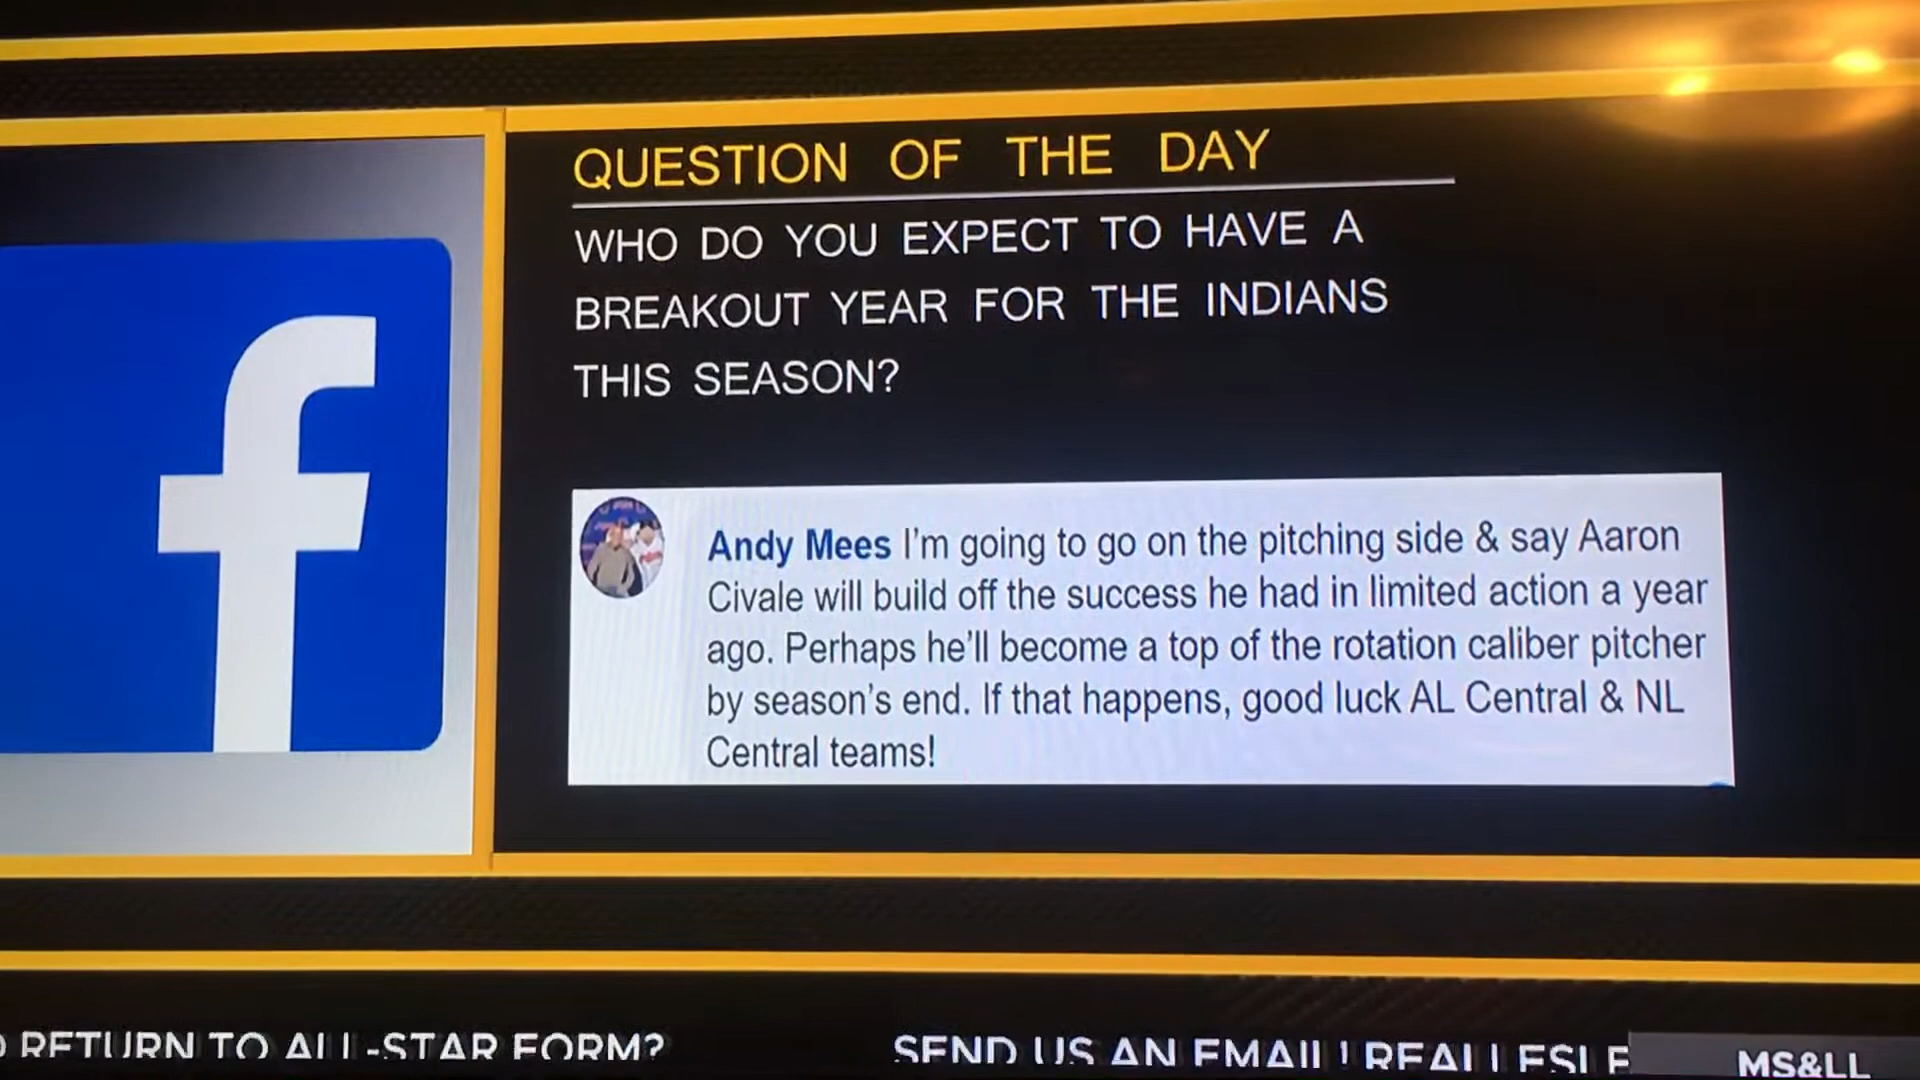 QUESTION OF THE DAY
WHO DO YOU EXPECT TO HAVE A
BREAKOUT YEAR FOR THE INDIANS
THIS SEASON?
Andy Mees I'm going to go on the pitching side & say Aaron
Civale will build off the success he had in limited action a year
ago. Perhaps he'll become a top of the rotation caliber pitcher
by season's end. If that happens, good luck AL Central & NL
Central teams!
RETURN TO ALL-STAR FORM? SEND US AN EMAIL!
MS&LL